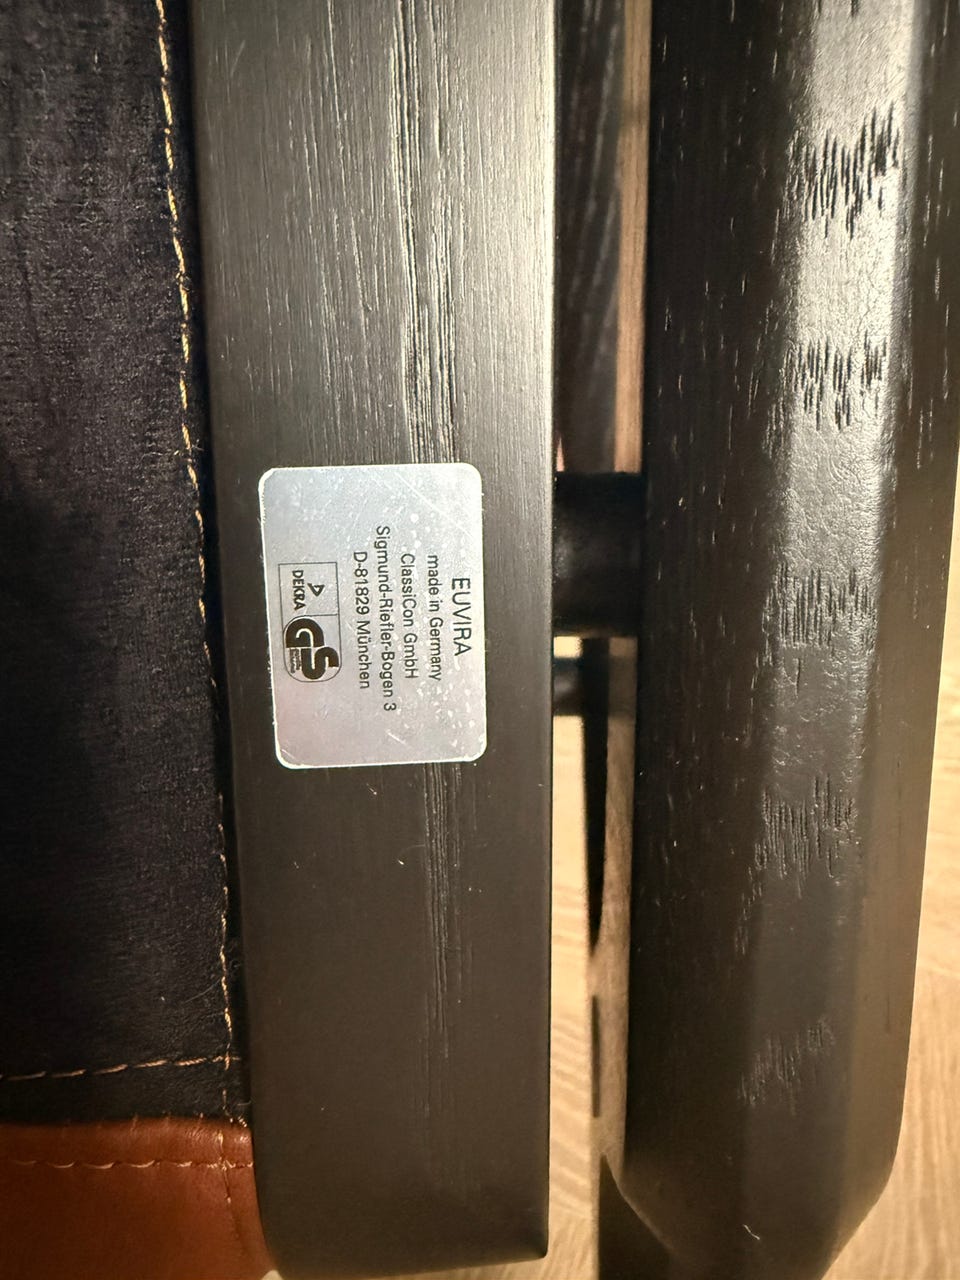 EUVIRA
made in Germany
ClassiCon GmbH
Sigmund-Riefler-Bogen 3
D-81829 München
DEKRA
GS